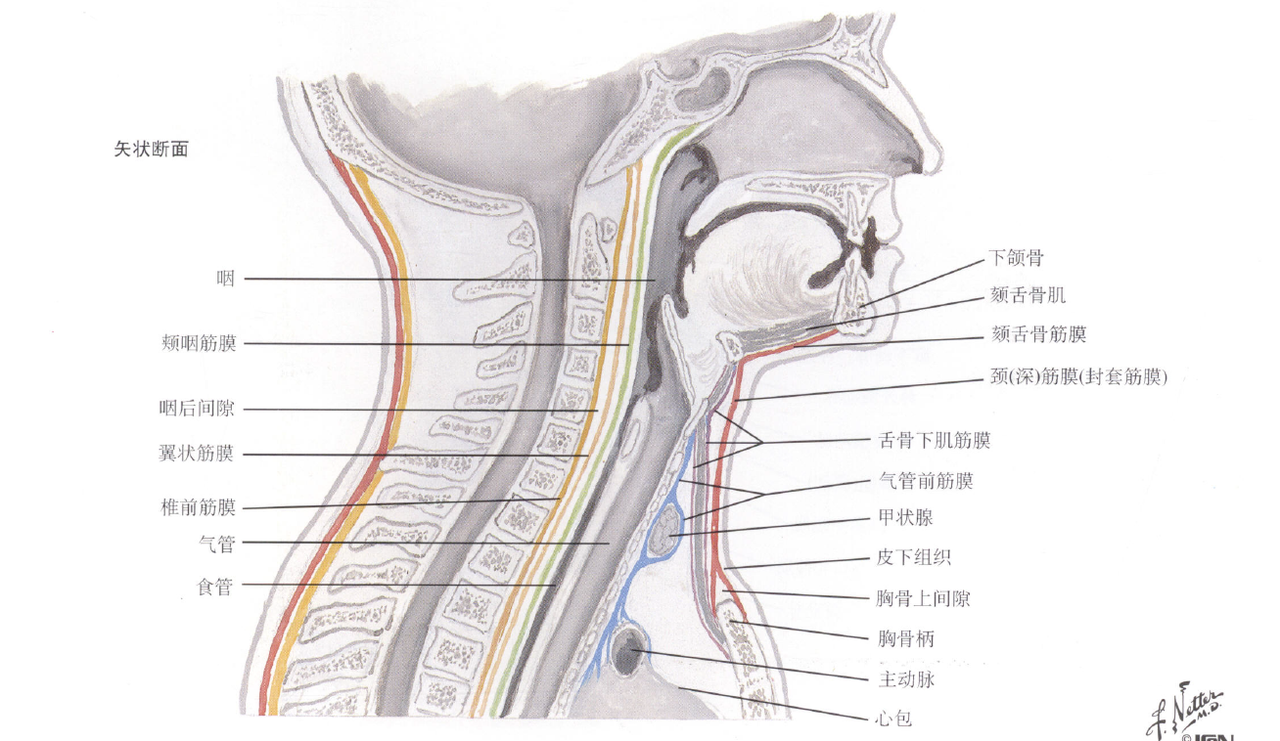 矢状断面
咽
颊咽筋膜
咽后间隙
翼状筋膜
椎前筋膜
气管
食管
下颌骨
颏舌骨肌
颏舌骨筋膜
颈(深)筋膜(封套筋膜)
舌骨下肌筋膜
气管前筋膜
甲状腺
皮下组织
胸骨上间隙
胸骨柄
主动脉
心包
F. Netter
M.D.